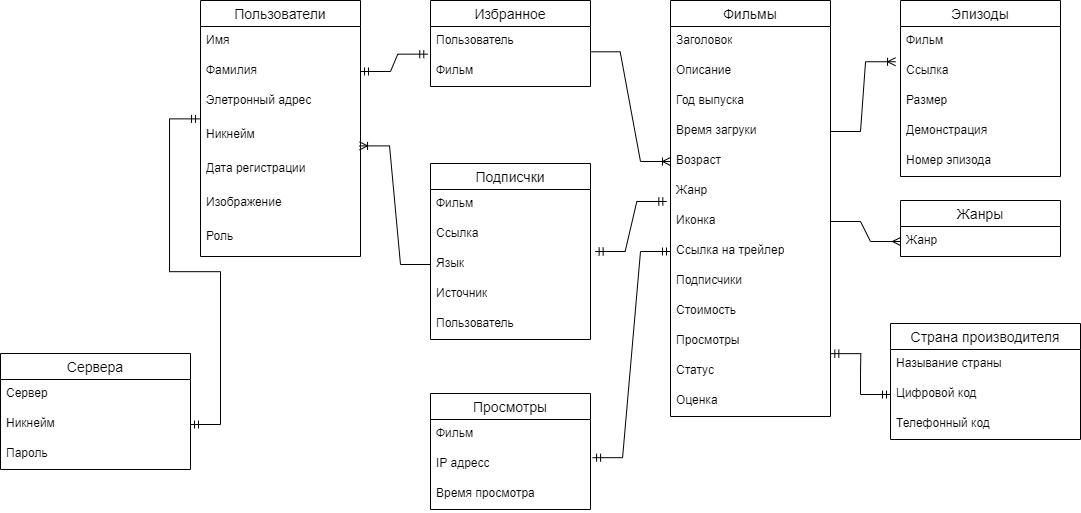 Пользователи
Имя
Фамилия
Элетронный адрес
Никнейм
Дата регистрации
Изображение
Роль
Избранное
Пользователь
Фильм
Фильмы
Заголовок
Описание
Год выпуска
Время загруки
Возраст
Жанр
Иконка
Ссылка на трейлер
Подписчики
Стоимость
Просмотры
Статус
Оценка
Эпизоды
Фильм
Ссылка
Размер
Демонстрация
Номер эпизода
Подписчки
Фильм
Ссылка
Язык
Источник
Пользователь
Жанры
Жанр
Страна производителя
Называние страны
Цифровой код
Телефонный код
Сервера
Сервер
Никнейм
Пароль
Просмотры
Фильм
IP адресс
Время просмотра